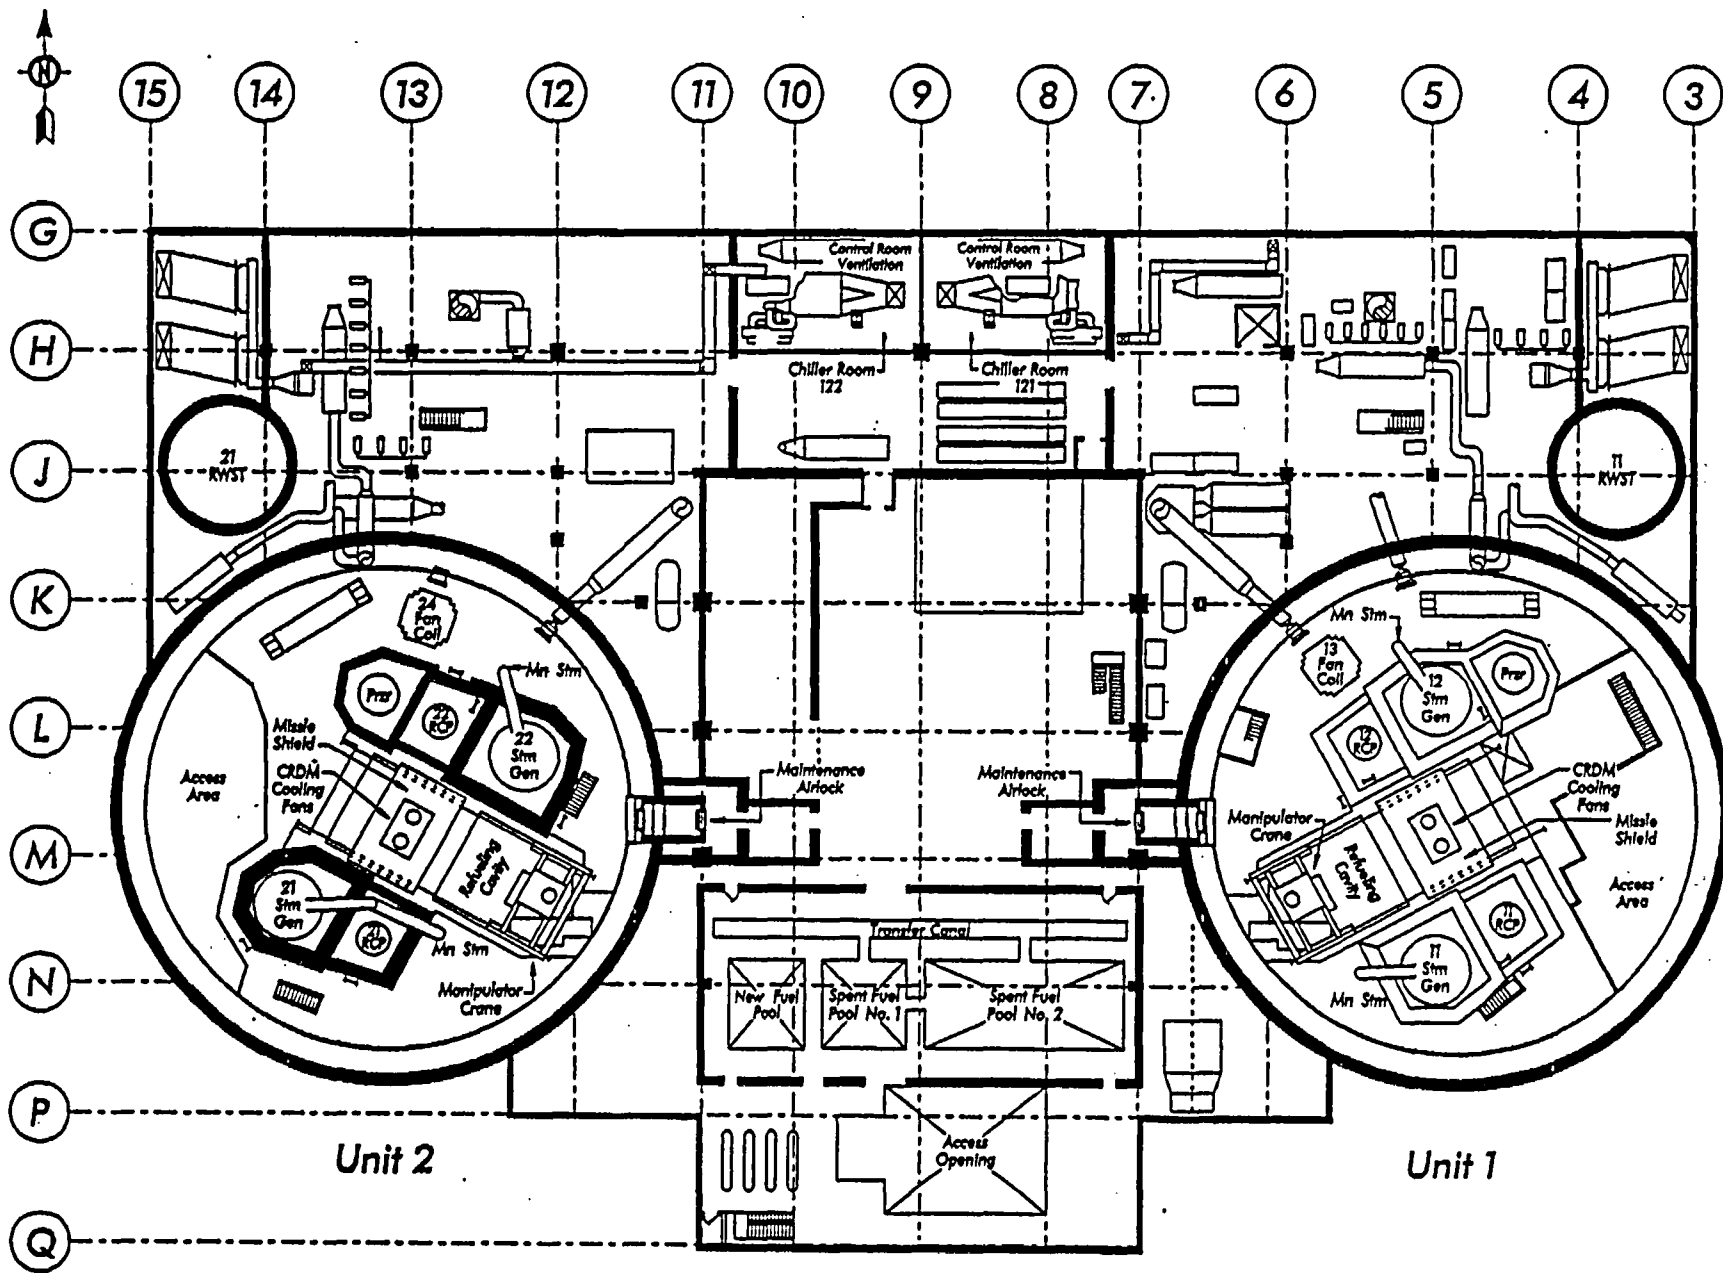 N
15 14 13 12 11 10 9 8 7 6 5 4 3
G
Control Room
Ventilation
Control Room
Ventilation
H
Chiller Room
122
Chiller Room
121
J
21
RWST
11
RWST
K
24
Fan
Coil
Mn Stm
Przr
22
RCP
22
Stm
Gen
Mn Stm
13
Fan
Coil
12
Stm
Gen
Przr
12
RCP
L
Missle
Shield
CRDM
Cooling
Fans
Access
Area
Maintenance
Airlock
Maintenance
Airlock
Manipulator
Crane
CRDM
Cooling
Fans
Missle
Shield
M
Refueling
Cavity
Refueling
Cavity
Access
Area
21
Stm
Gen
21
RCP
Mn Stm
Transfer Canal
11
RCP
11
Stm
Gen
Mn Stm
N
Manipulator
Crane
New Fuel
Pool
Spent Fuel
Pool No. 1
Spent Fuel
Pool No. 2
P
Unit 2
Access
Opening
Unit 1
Q